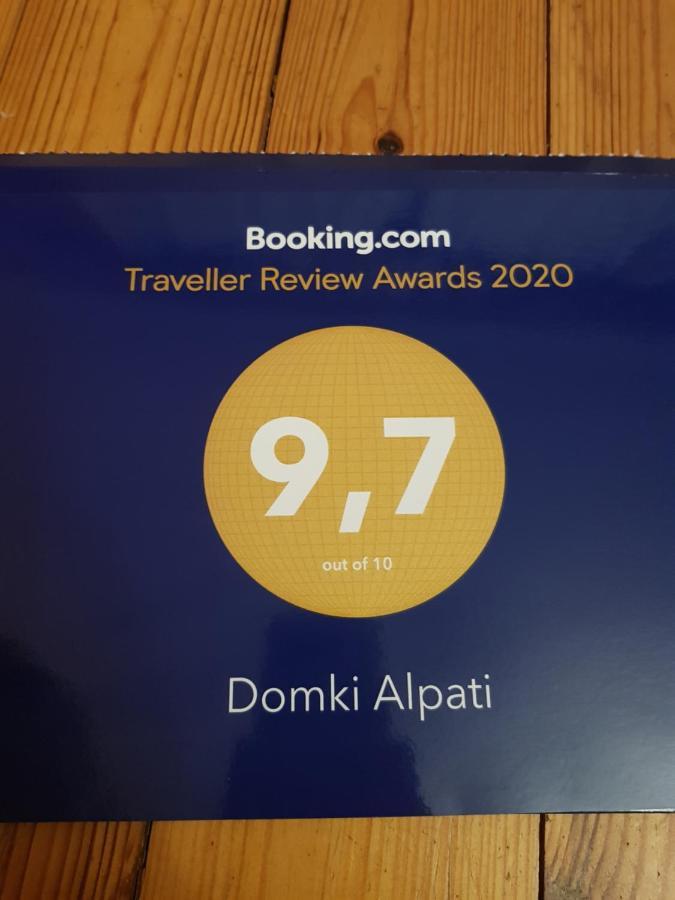 Booking.com
Traveller Review Awards 2020
9,7
out of 10
Domki Alpati